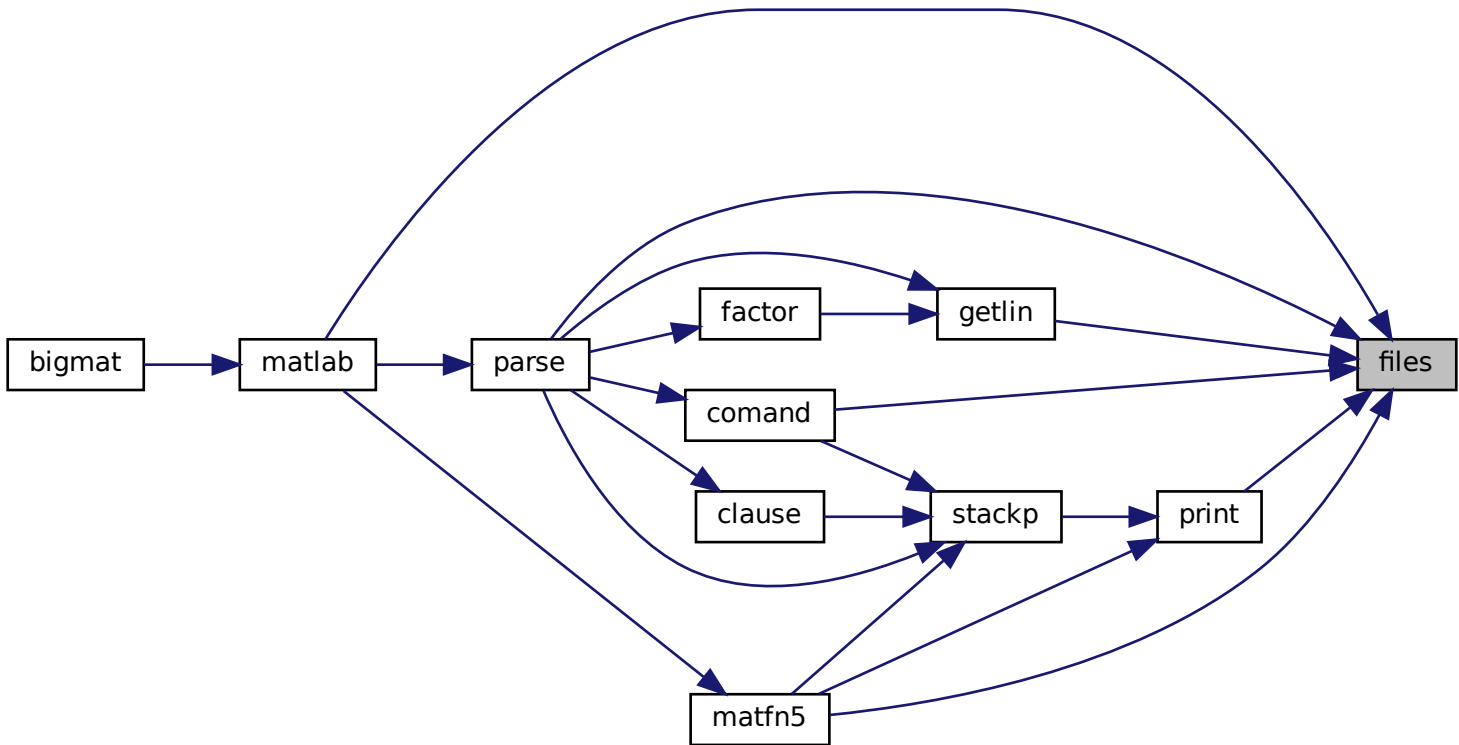 bigmat
matlab
parse
factor
getlin
files
comand
clause
stackp
print
matfn5